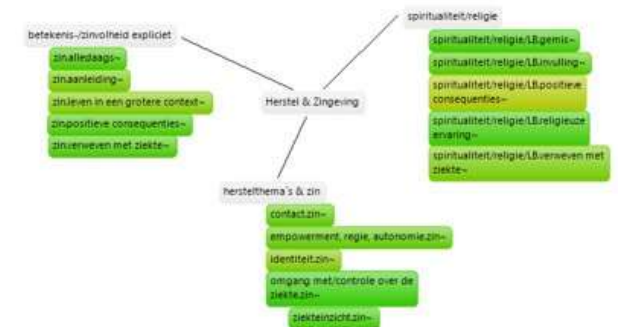 betekenis-/zinvolheid expliciet
zin.alledaags~
zin.aanleiding~
zin.leven in een grotere context~
zin.positieve consequenties~
zin.verweven met ziekte~
Herstel & Zingeving
spiritualiteit/religie
spiritualiteit/religie/LB.gemis~
spiritualiteit/religie/LB.invulling~
spiritualiteit/religie/LB.positieve
consequenties~
spiritualiteit/religie/LB.religieuze
ervaring~
spiritualiteit/religie/LB.verweven met
ziekte~
herstelthema's & zin
contact.zin~
empowerment, regie, autonomie.zin~
identiteit.zin~
omgang met/controle over de
ziekte.zin~
ziekteinzicht.zin~